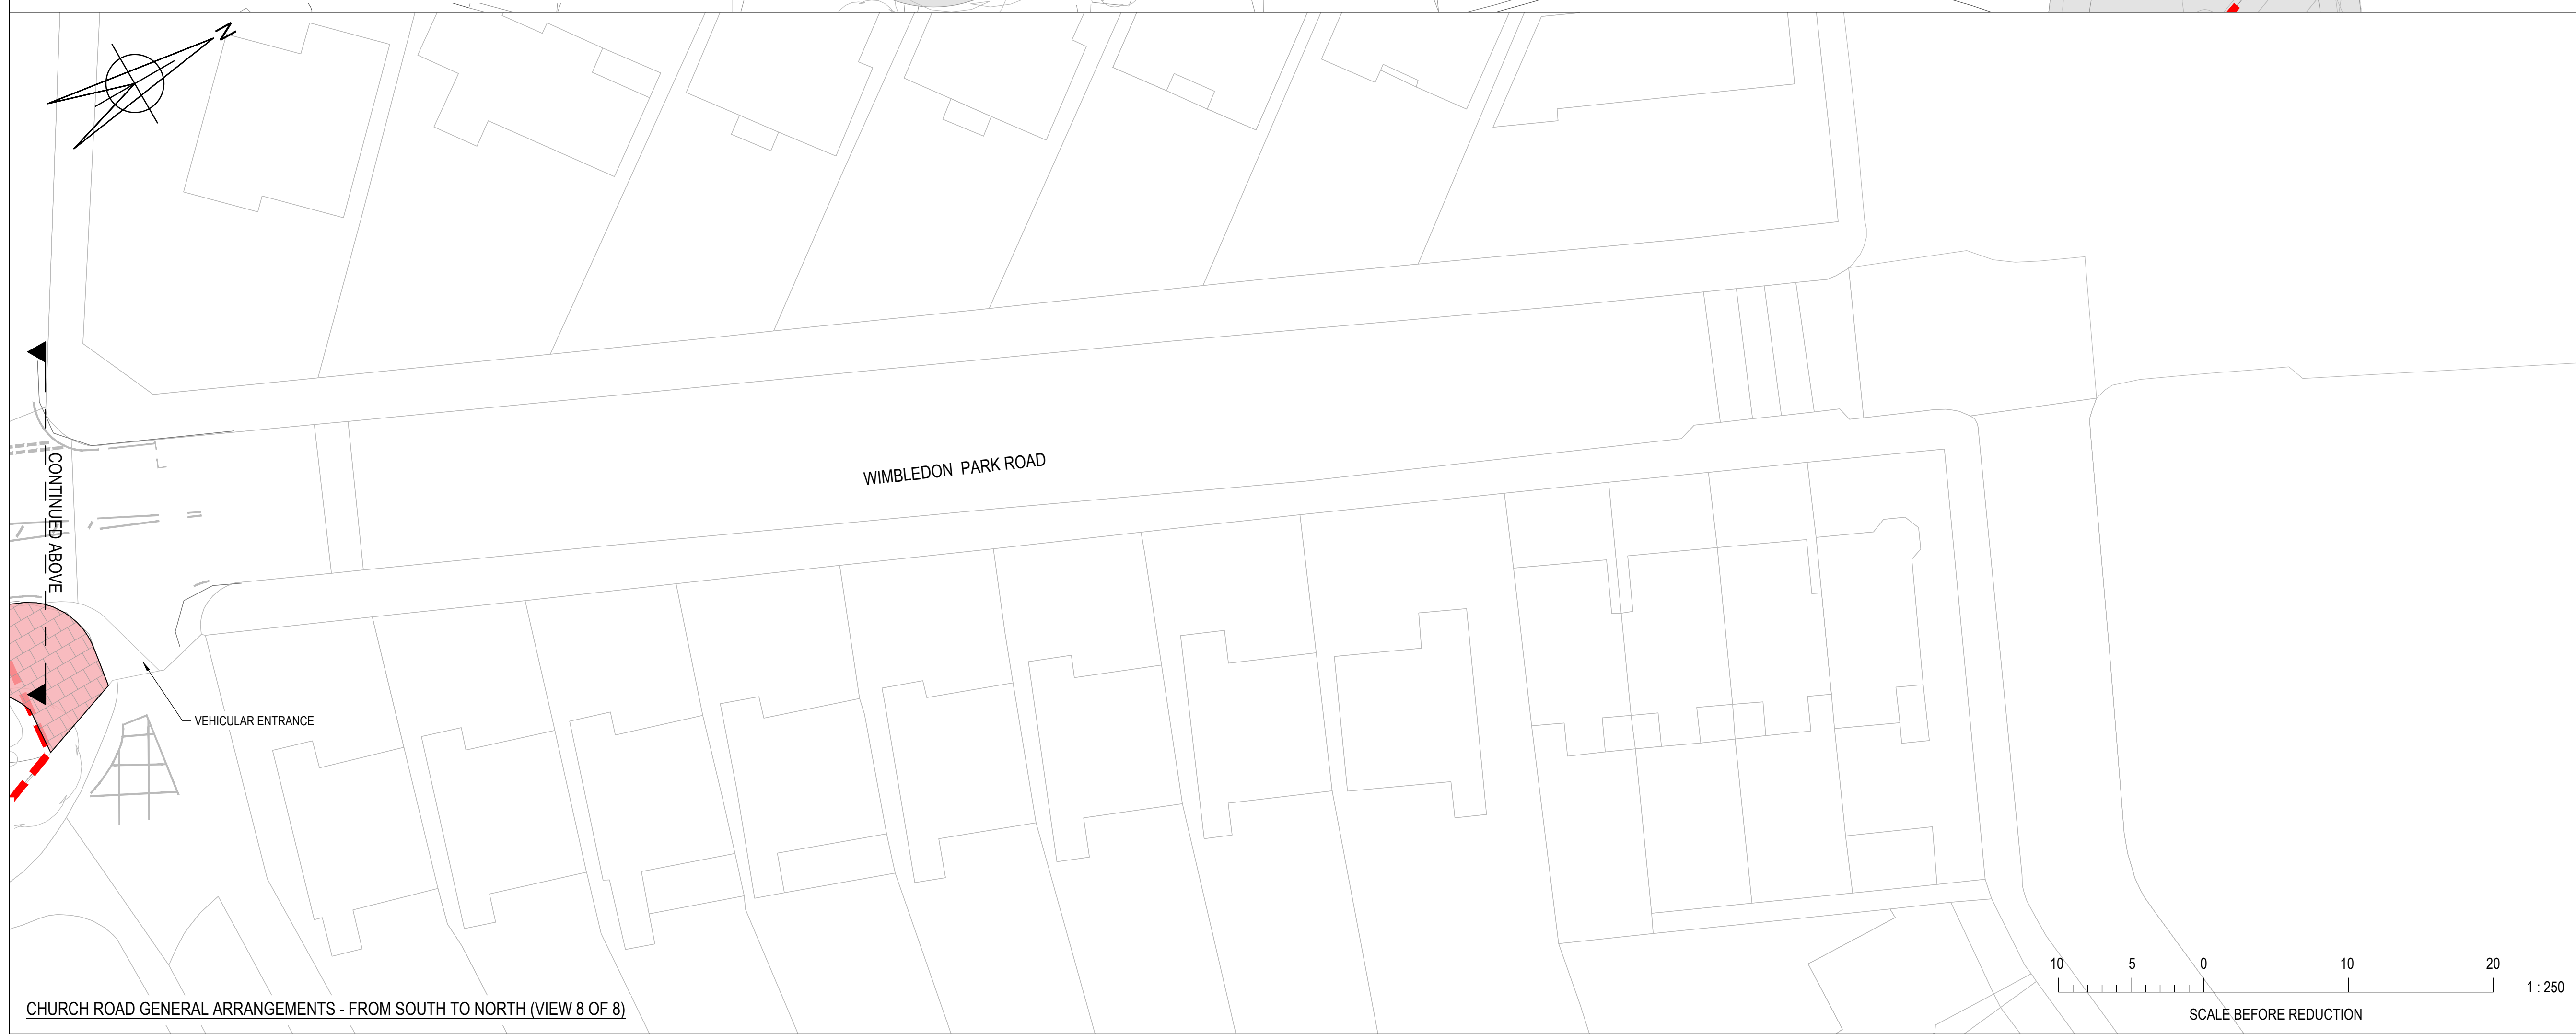 N
CONTINUED ABOVE
WIMBLEDON PARK ROAD
VEHICULAR ENTRANCE
CHURCH ROAD GENERAL ARRANGEMENTS - FROM SOUTH TO NORTH (VIEW 8 OF 8)
10 5 0 10 20
1 : 250
SCALE BEFORE REDUCTION